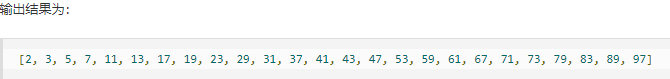 输出结果为:
[2, 3, 5, 7, 11, 13, 17, 19, 23, 29, 31, 37, 41, 43, 47, 53, 59, 61, 67, 71, 73, 79, 83, 89, 97]